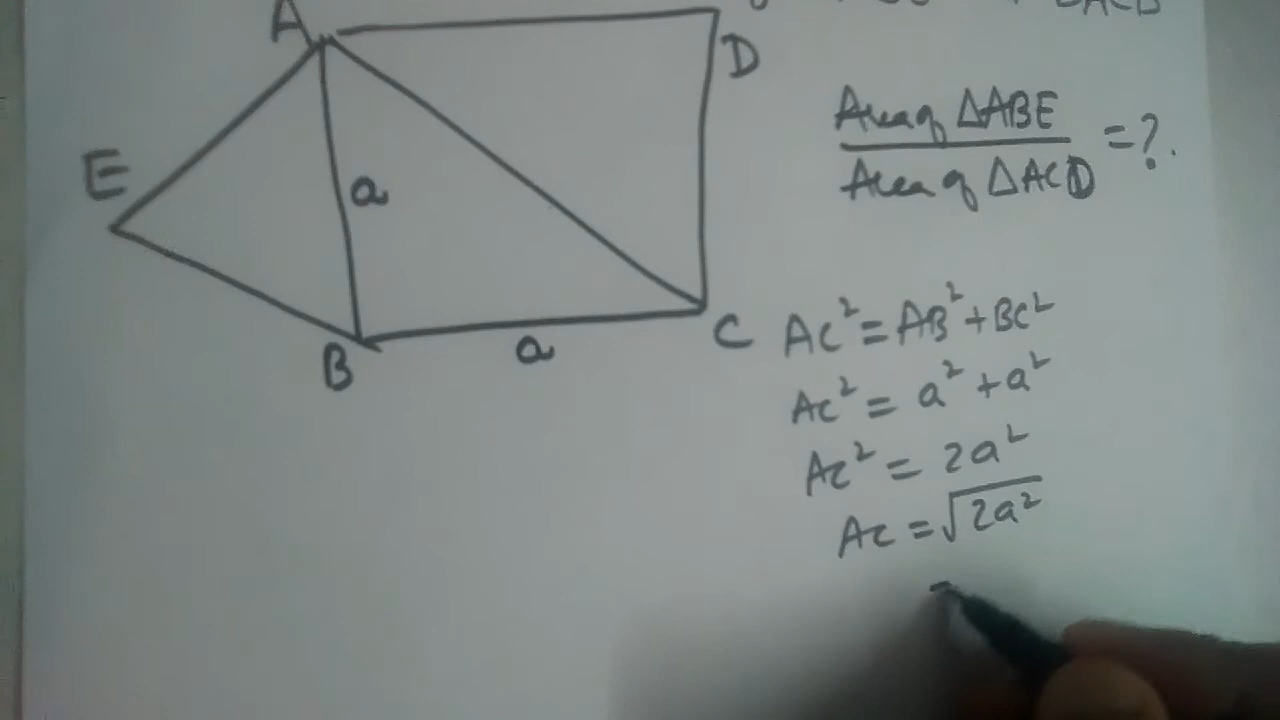 A
D
Area of ΔABE
=?.
Area of ΔACD
E
a
C
B
a
AC² = AB² + BC²
AC² = a² + a²
AC² = 2a²
AC = √2a²